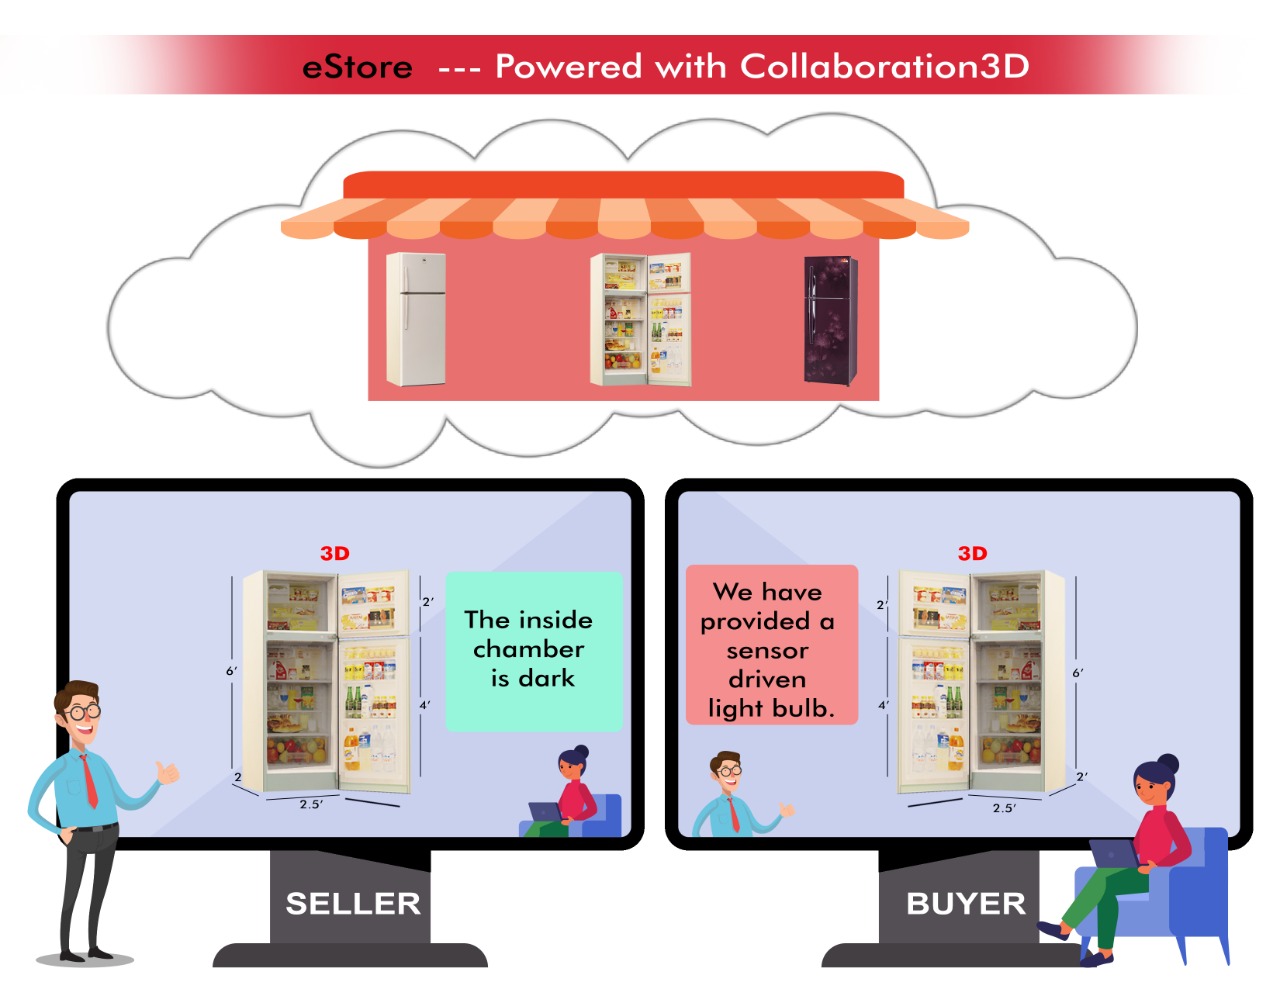 eStore --- Powered with Collaboration3D
3D
2'
6'
4'
2
2.5'
The inside
chamber
is dark
SELLER
We have
provided a
sensor
driven
light bulb.
3D
2'
6'
4'
2'
2.5'
BUYER